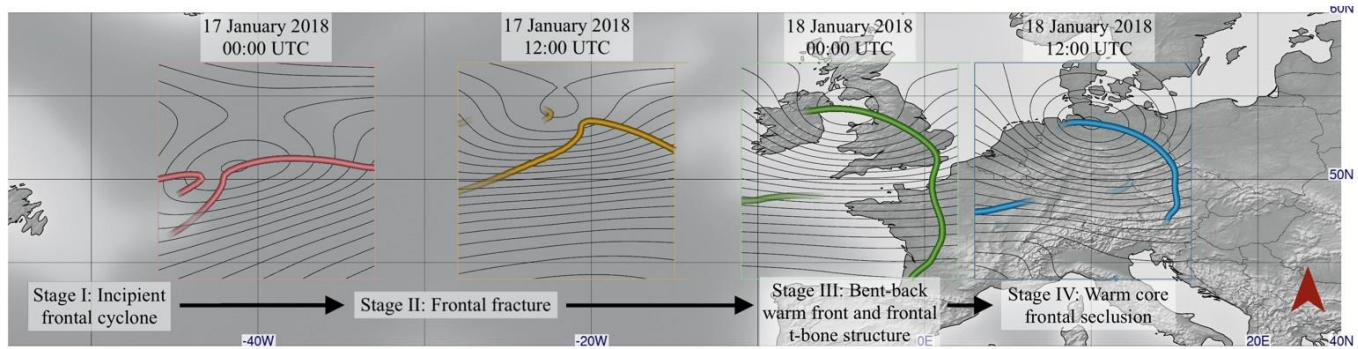 60N
17 January 2018
00:00 UTC
17 January 2018
12:00 UTC
18 January 2018
00:00 UTC
18 January 2018
12:00 UTC
50N
Stage I: Incipient
frontal cyclone
Stage II: Frontal fracture
Stage III: Bent-back
warm front and frontal
t-bone structure
Stage IV: Warm core
frontal seclusion
-40W
-20W
0E
20E
40N